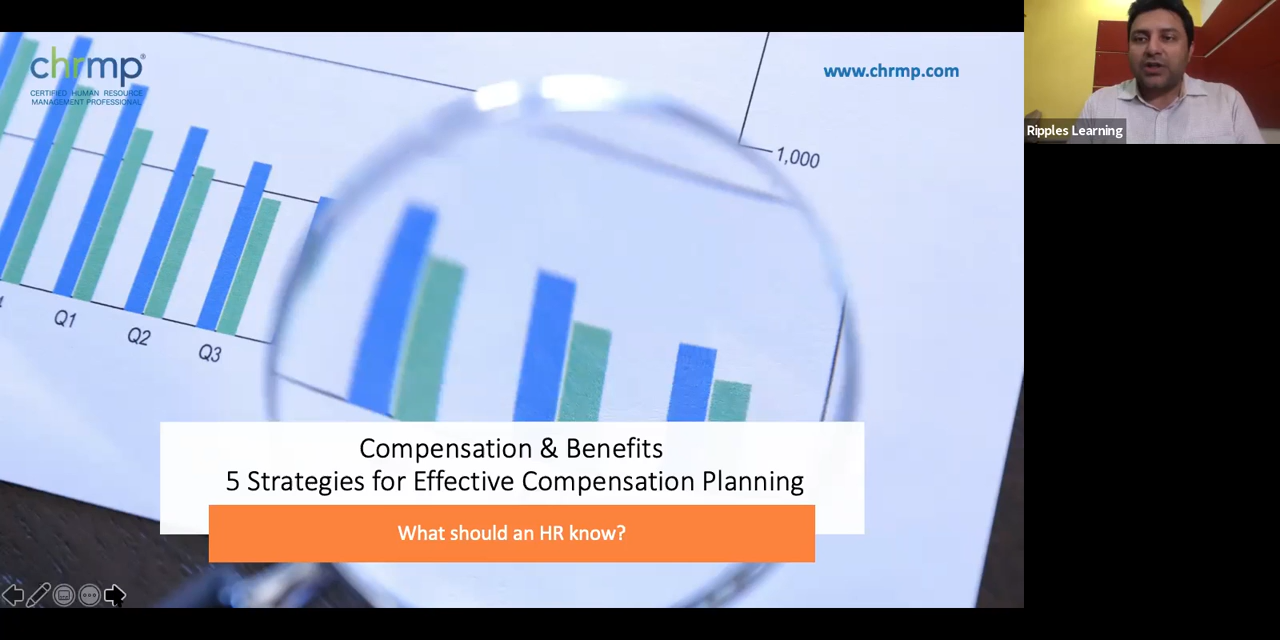 chrmp®
CERTIFIED HUMAN RESOURCE
MANAGEMENT PROFESSIONAL
www.chrmp.com
Ripples Learning
1,000
Q1
Q2
Q3
Compensation & Benefits
5 Strategies for Effective Compensation Planning
What should an HR know?